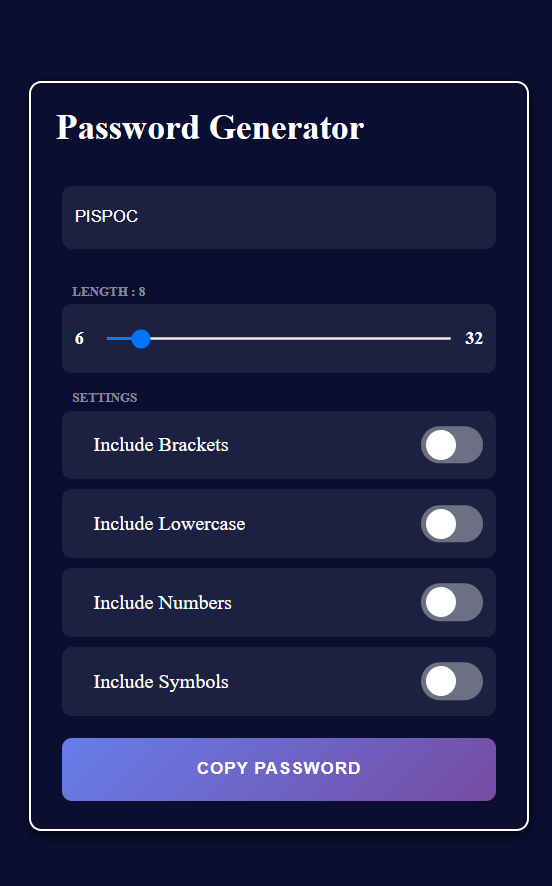 Password Generator
PISPOC
LENGTH : 8
6 32
SETTINGS
Include Brackets
Include Lowercase
Include Numbers
Include Symbols
COPY PASSWORD